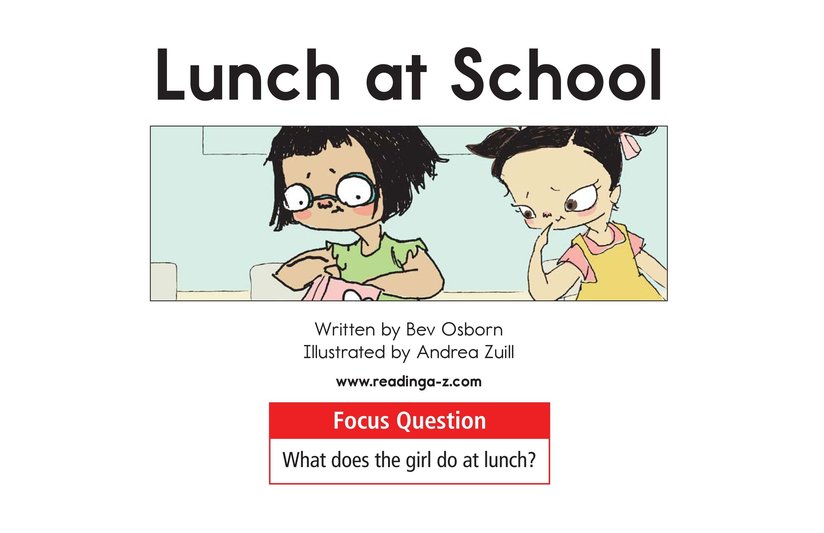 Lunch at School
Written by Bev Osborn
Illustrated by Andrea Zuill
www.readinga-z.com
Focus Question
What does the girl do at lunch?